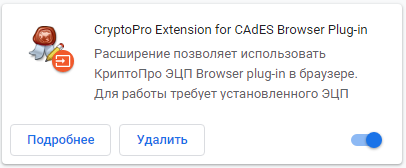 CryptoPro Extension for CAdES Browser Plug-in
Расширение позволяет использовать
КриптоПро ЭЦП Browser plug-in в браузере.
Для работы требует установленного ЭЦП
Подробнее Удалить